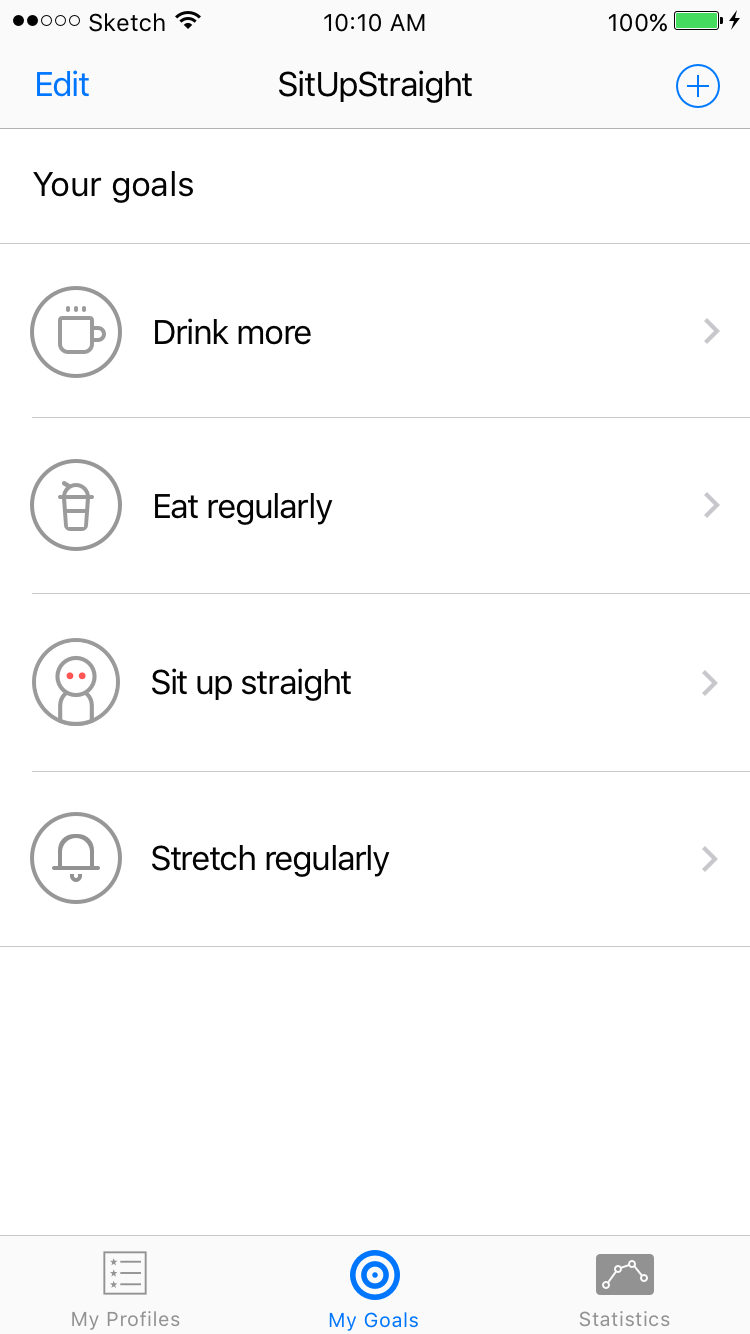 Sketch 10:10 AM 100%
Edit SitUpStraight
Your goals
Drink more
Eat regularly
Sit up straight
Stretch regularly
My Profiles My Goals Statistics